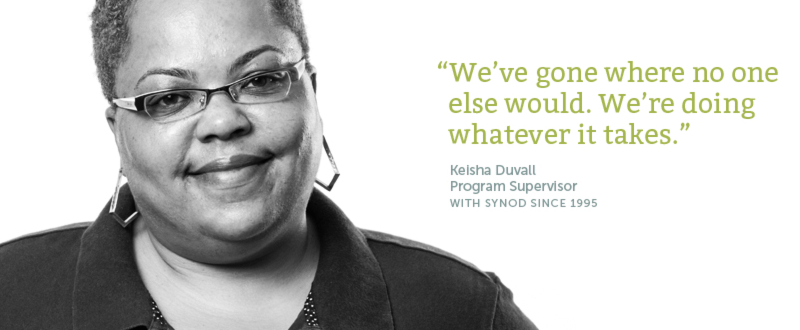 “We’ve gone where no one
else would. We’re doing
whatever it takes.”
Keisha Duvall
Program Supervisor
WITH SYNOD SINCE 1995